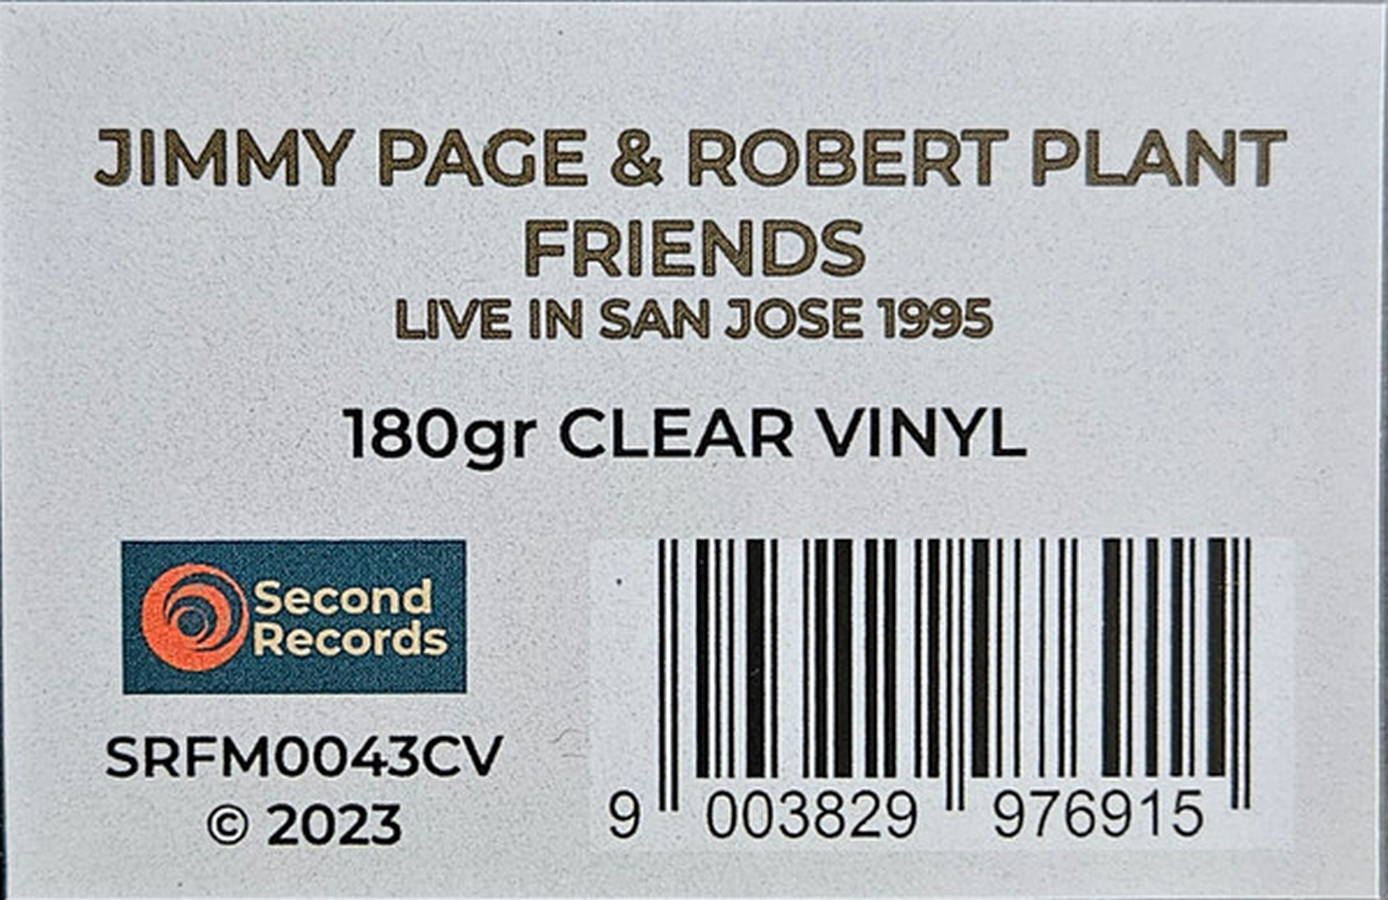 JIMMY PAGE & ROBERT PLANT
FRIENDS
LIVE IN SAN JOSE 1995
180gr CLEAR VINYL
Second
Records
SRFM0043CV
© 2023
9 003829 976915